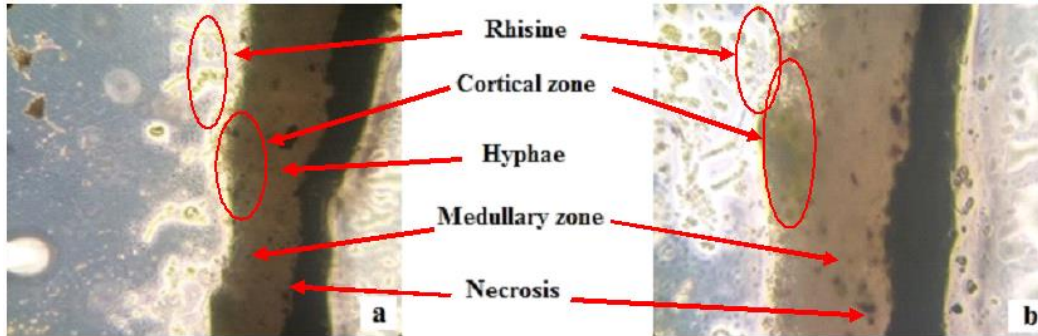 Rhisine
Cortical zone
Hyphae
Medullary zone
Necrosis
a
b